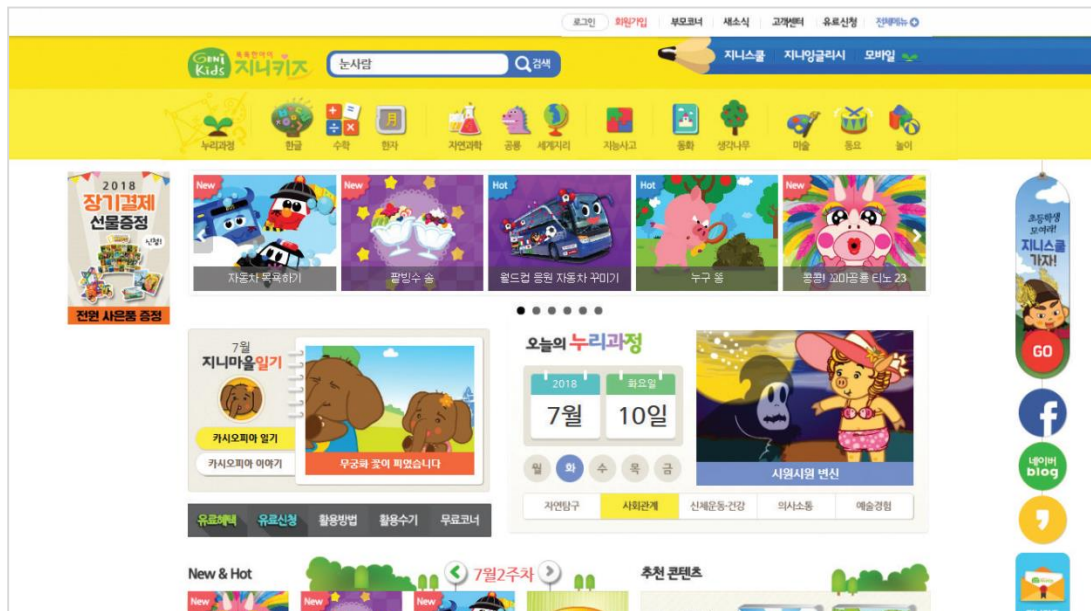 로그인 회원가입 부모코너 새소식 고객센터 유료신청 전체메뉴
GENI Kids 똑똑한아이 지니키즈 눈사람 검색 지니스쿨 지니잉글리시 모바일
누리과정 한글 수학 한자 자연과학 공룡 세계지리 지능사고 동화 생각나무 미술 동요 놀이
月
2018
장기결제
선물증정
신청!
전원 사은품 증정
New New Hot Hot New
자동차 목욕하기 팥빙수 송 월드컵 응원 자동차 꾸미기 누구 똥 꽁꽁! 꼬마공룡 티노 23
초등학생
모여라!
지니스쿨
가자!
GO
7월
지니마을일기
카시오피아 일기
카시오피아 이야기
무궁화 꽃이 피었습니다
오늘의 누리과정
2018 화요일
7월 10일
월 화 수 목 금
시원시원 변신
자연탐구 사회관계 신체운동·건강 의사소통 예술경험
네이버
blog
유료혜택 유료신청 활용방법 활용수기 무료코너
New & Hot 7월2주차 추천 콘텐츠
New New New